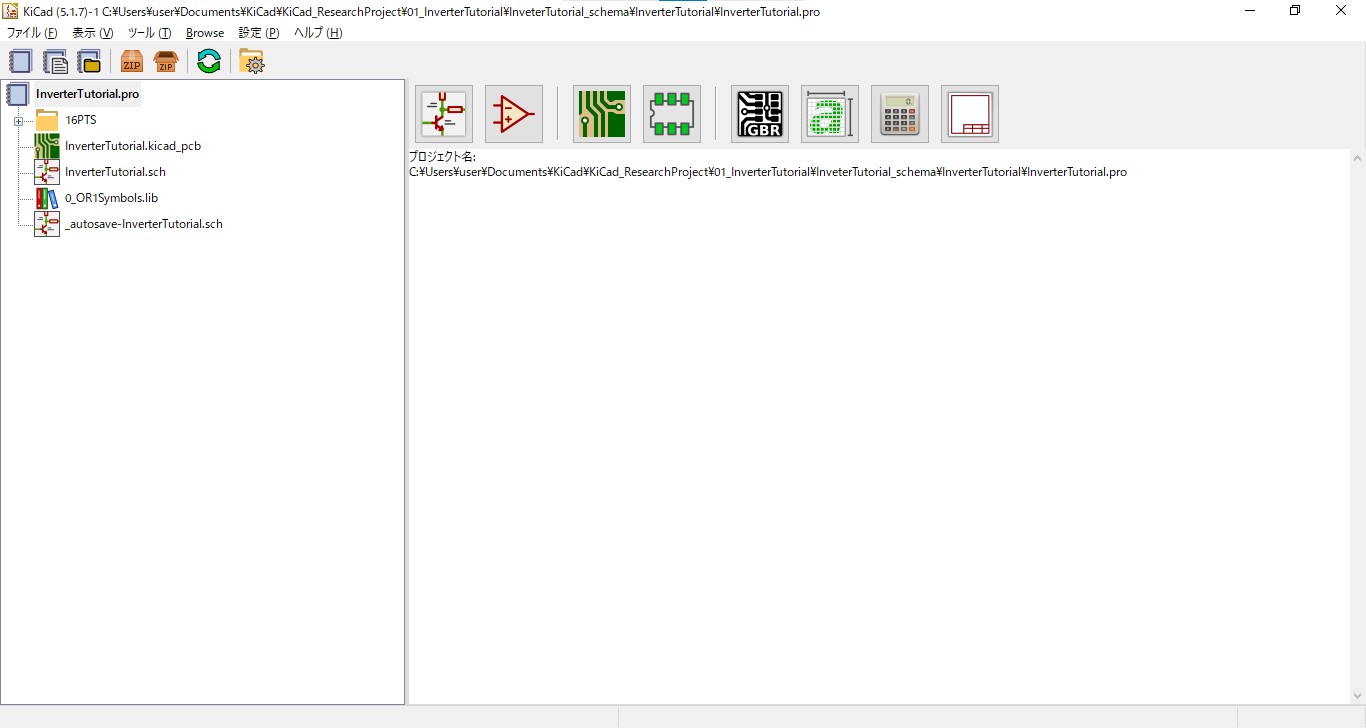 KiCad (5.1.7)-1 C:¥Users¥user¥Documents¥KiCad¥KiCad_ResearchProject¥01_InverterTutorial¥InveterTutorial_schema¥InverterTutorial¥InverterTutorial.pro
ファイル (F) 表示 (V) ツール (T) Browse 設定 (P) ヘルプ (H)
ZIP ZIP
InverterTutorial.pro
16PTS
InverterTutorial.kicad_pcb
InverterTutorial.sch
0_OR1Symbols.lib
_autosave-InverterTutorial.sch
GBR a 0.
プロジェクト名:
C:¥Users¥user¥Documents¥KiCad¥KiCad_ResearchProject¥01_InverterTutorial¥InveterTutorial_schema¥InverterTutorial¥InverterTutorial.pro